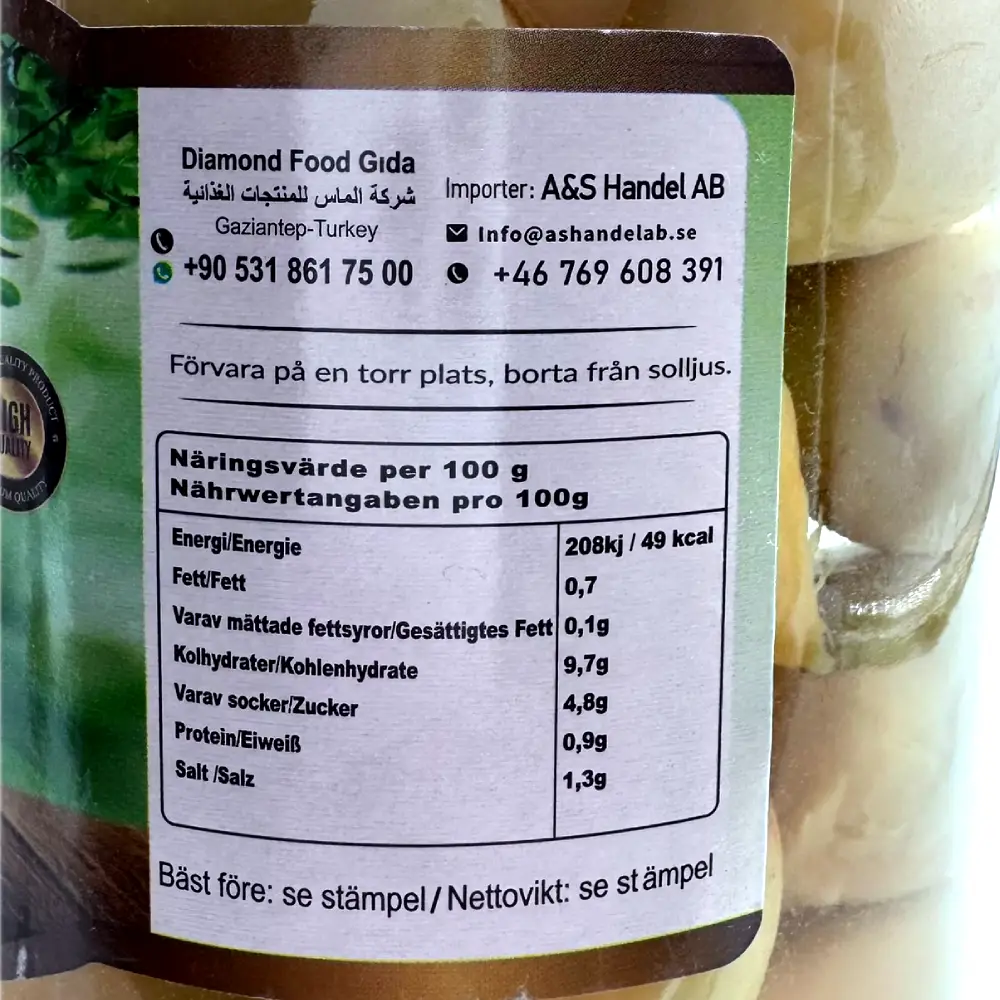 Diamond Food Gıda
شركة الماس للمنتجات الغذائية
Gaziantep-Turkey
+90 531 861 75 00
Importer: A&S Handel AB
Info@ashandelab.se
+46 769 608 391
Förvara på en torr plats, borta från solljus.
Näringsvärde per 100 g
Nährwertangaben pro 100g
Energi/Energie 208kj / 49 kcal
Fett/Fett 0,7
Varav mättade fettsyror/Gesättigtes Fett 0,1g
Kolhydrater/Kohlenhydrate 9,7g
Varav socker/Zucker 4,8g
Protein/Eiweiß 0,9g
Salt /Salz 1,3g
Bäst före: se stämpel / Nettovikt: se stämpel
PRODUCT
QUALITY